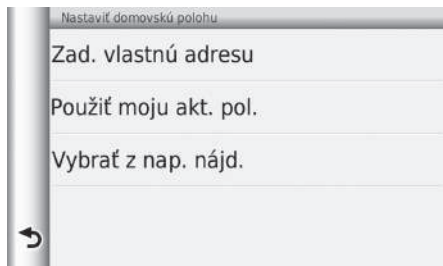 Nastaviť domovskú polohu
Zad. vlastnú adresu
Použiť moju akt. pol.
Vybrať z nap. nájd.